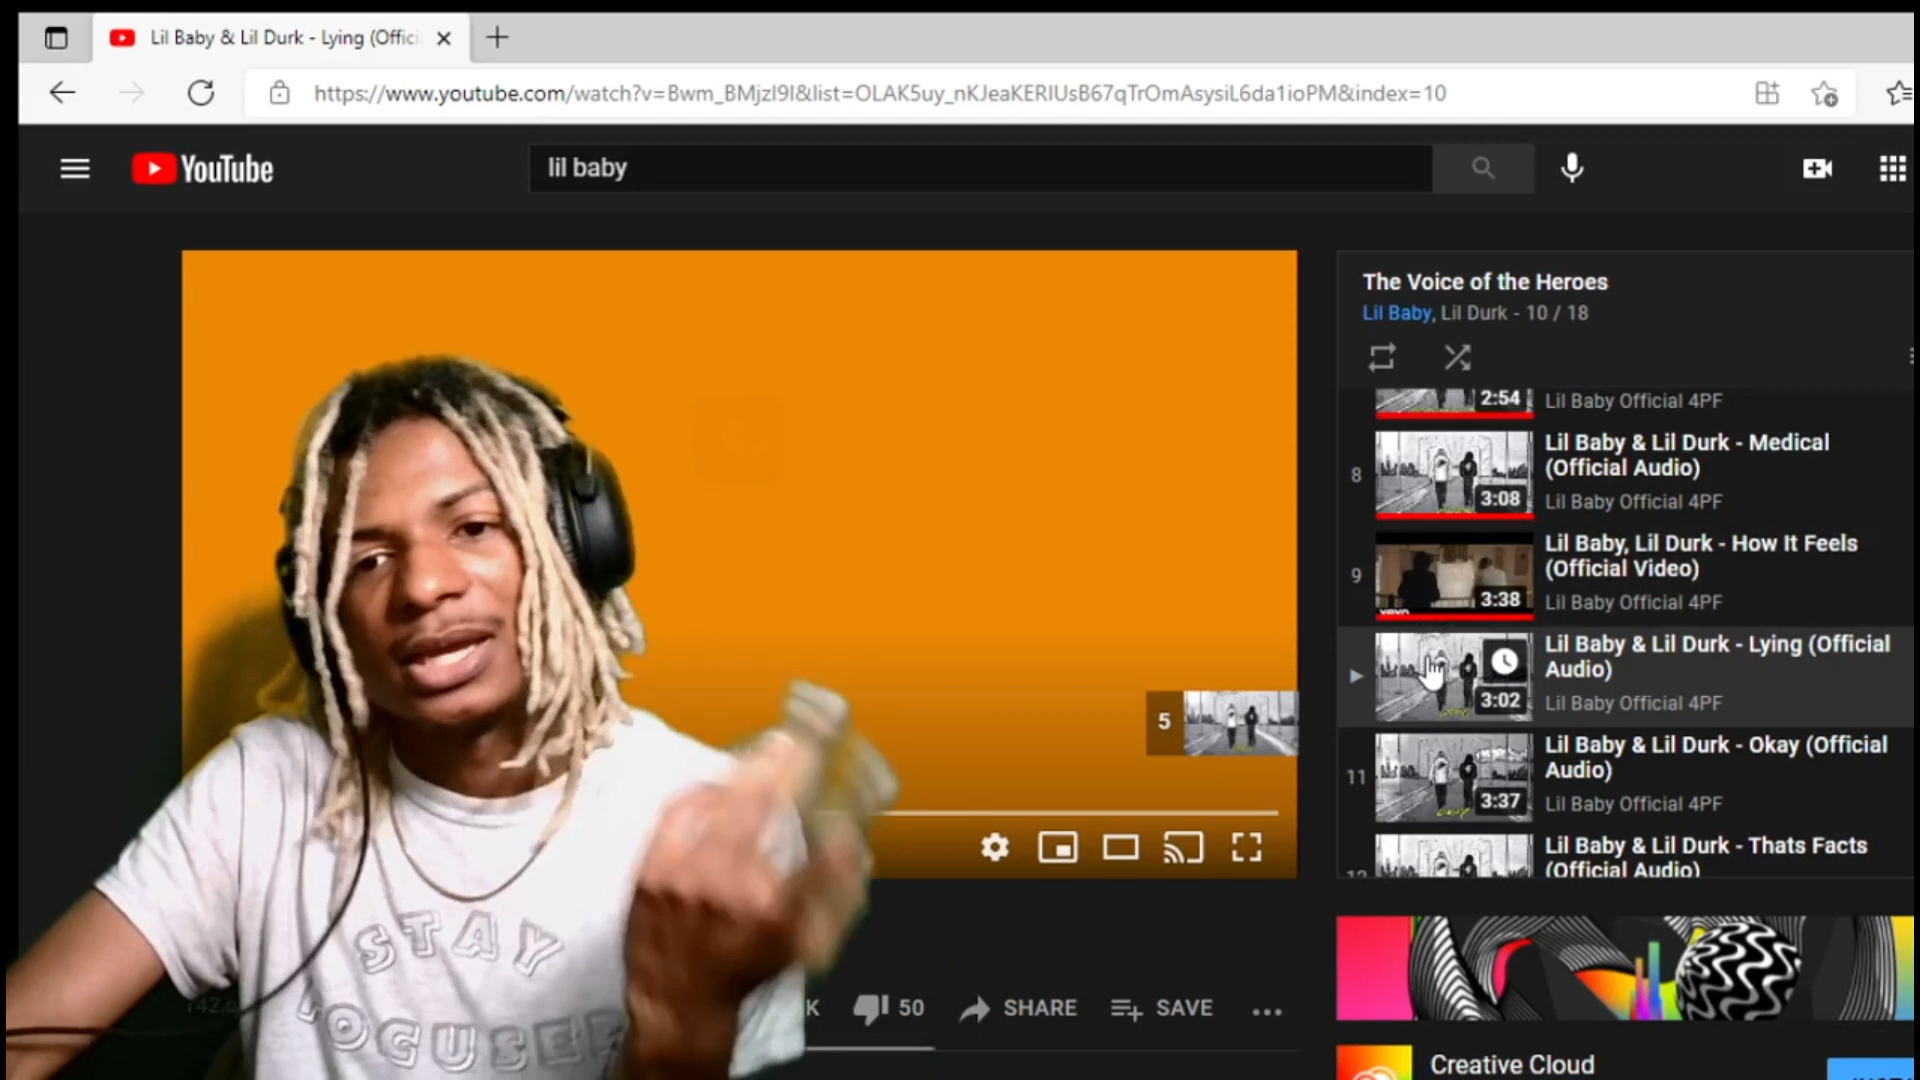 Lil Baby & Lil Durk - Lying (Offici
https://www.youtube.com/watch?v=Bwm_BMjzI9I&list=OLAK5uy_nKJeaKERIUsB67qTrOmAsysiL6da1ioPM&index=10
YouTube
lil baby
The Voice of the Heroes
Lil Baby, Lil Durk - 10 / 18
2:54
Lil Baby Official 4PF
8
3:08
Lil Baby & Lil Durk - Medical
(Official Audio)
Lil Baby Official 4PF
9
3:38
Lil Baby, Lil Durk - How It Feels
(Official Video)
Lil Baby Official 4PF
3:02
Lil Baby & Lil Durk - Lying (Official
Audio)
Lil Baby Official 4PF
5
11
3:37
Lil Baby & Lil Durk - Okay (Official
Audio)
Lil Baby Official 4PF
12
Lil Baby & Lil Durk - Thats Facts
(Official Audio)
STAY
FOCUSED
K
50
SHARE
SAVE
Creative Cloud